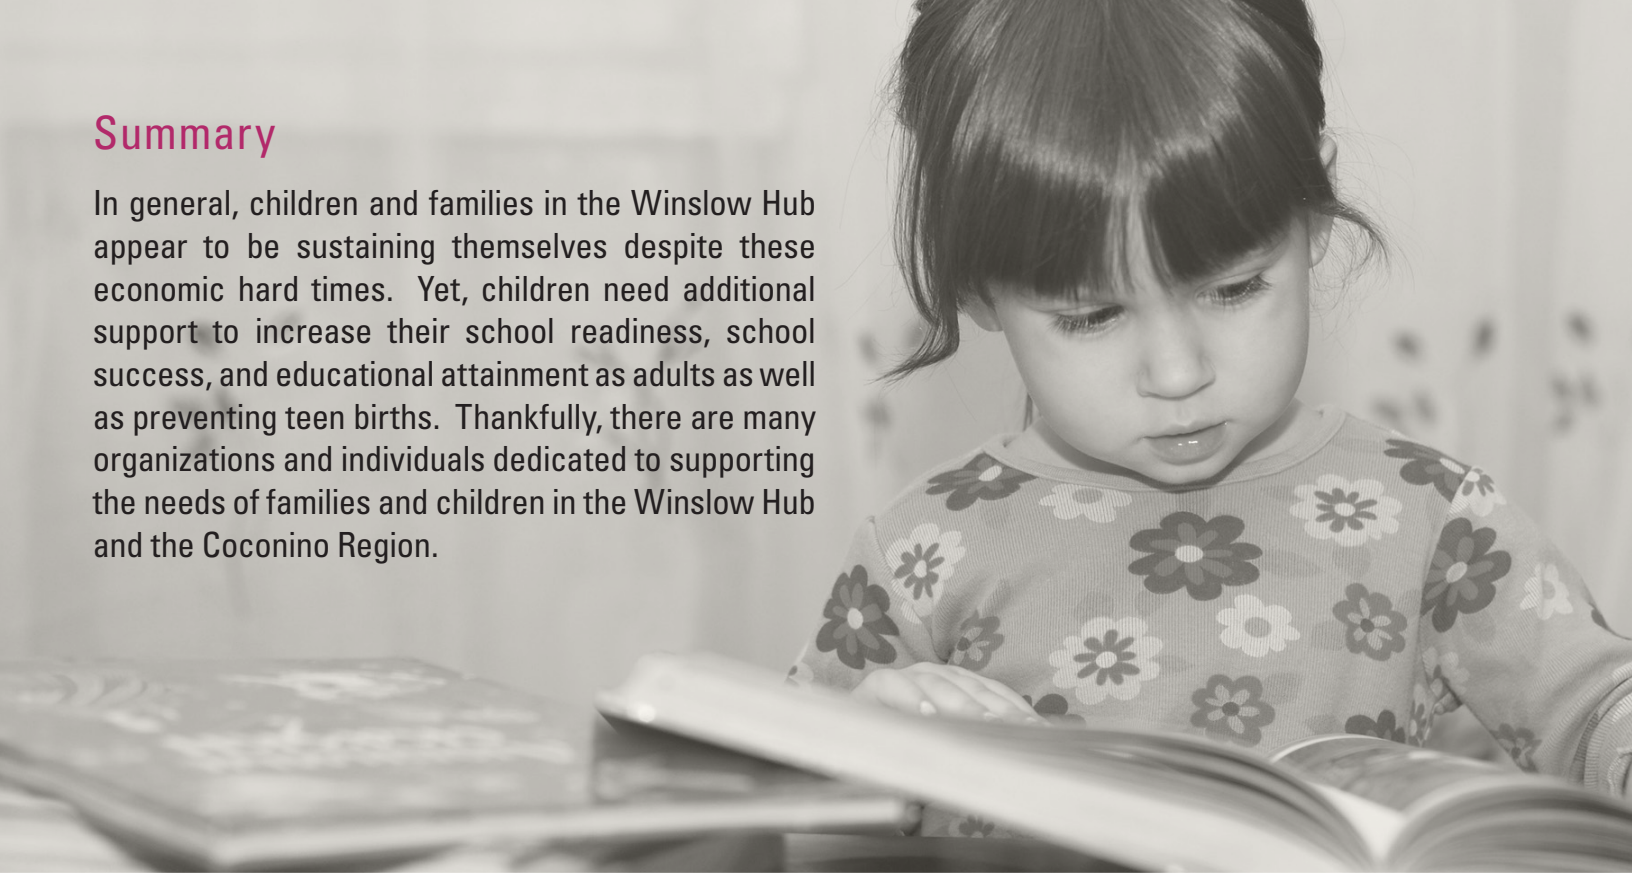 Summary
In general, children and families in the Winslow Hub
appear to be sustaining themselves despite these
economic hard times.  Yet, children need additional
support to increase their school readiness, school
success, and educational attainment as adults as well
as preventing teen births.  Thankfully, there are many
organizations and individuals dedicated to supporting
the needs of families and children in the Winslow Hub
and the Coconino Region.